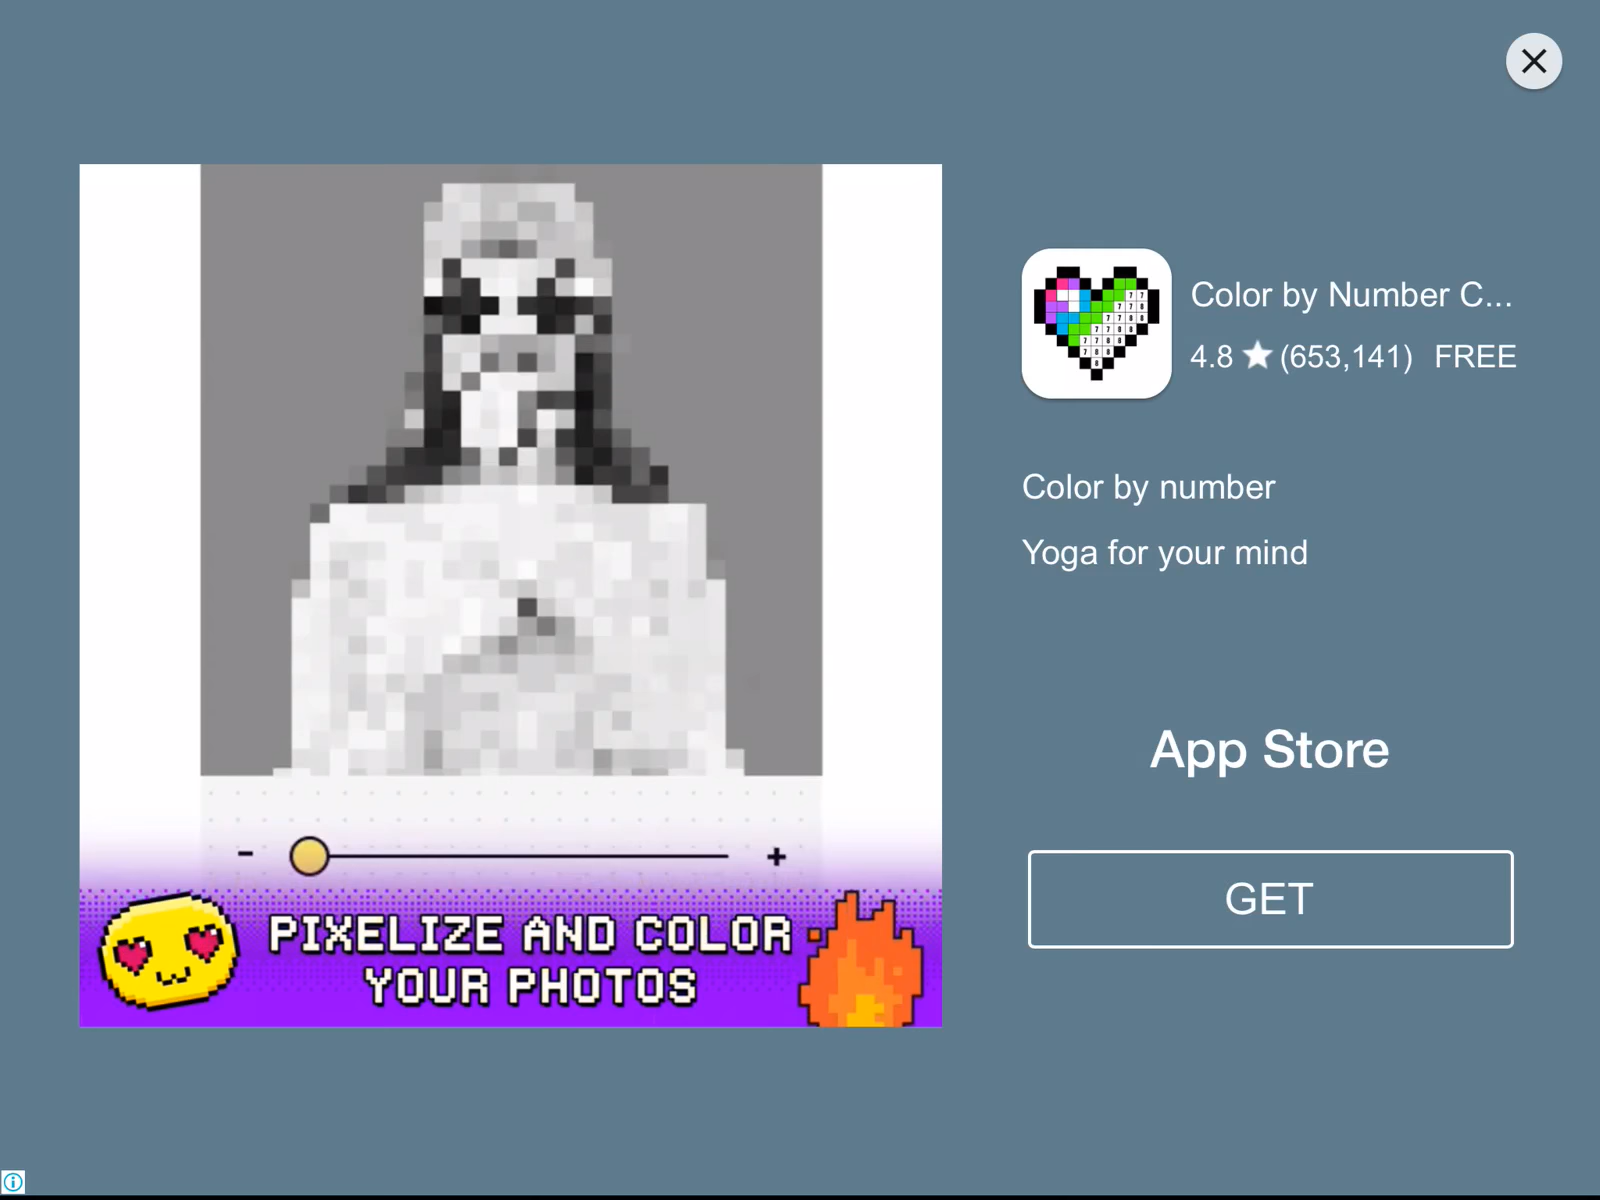 Color by Number C...
4.8 ★ (653,141) FREE
Color by number
Yoga for your mind
App Store
GET
- +
PIXELIZE AND COLOR
YOUR PHOTOS